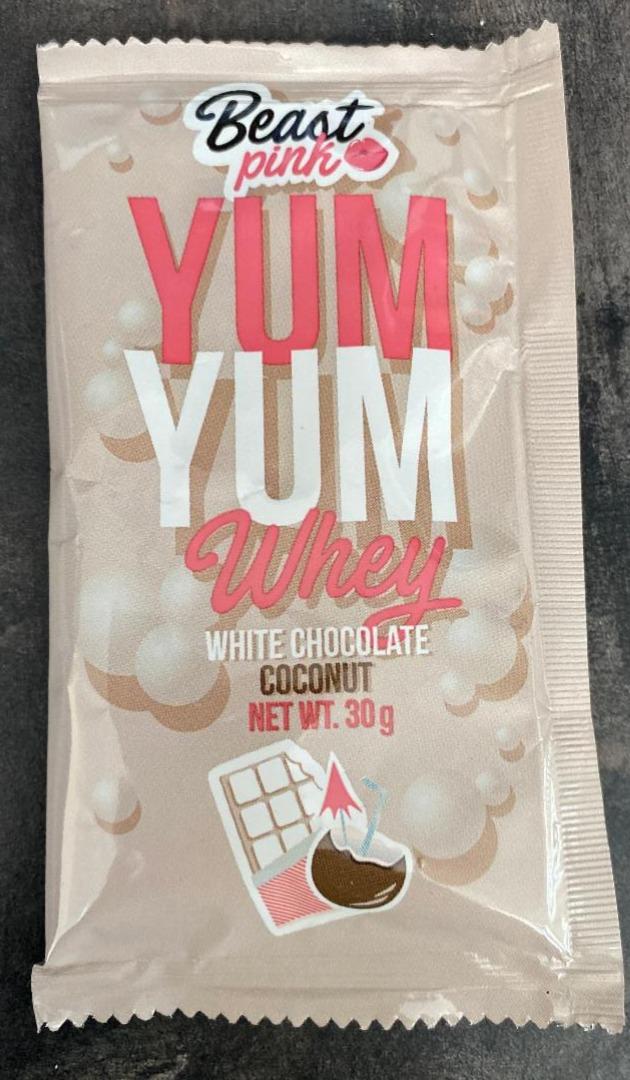 Beast
pink
YUM
YUM
Whey
WHITE CHOCOLATE
COCONUT
NET WT. 30 g